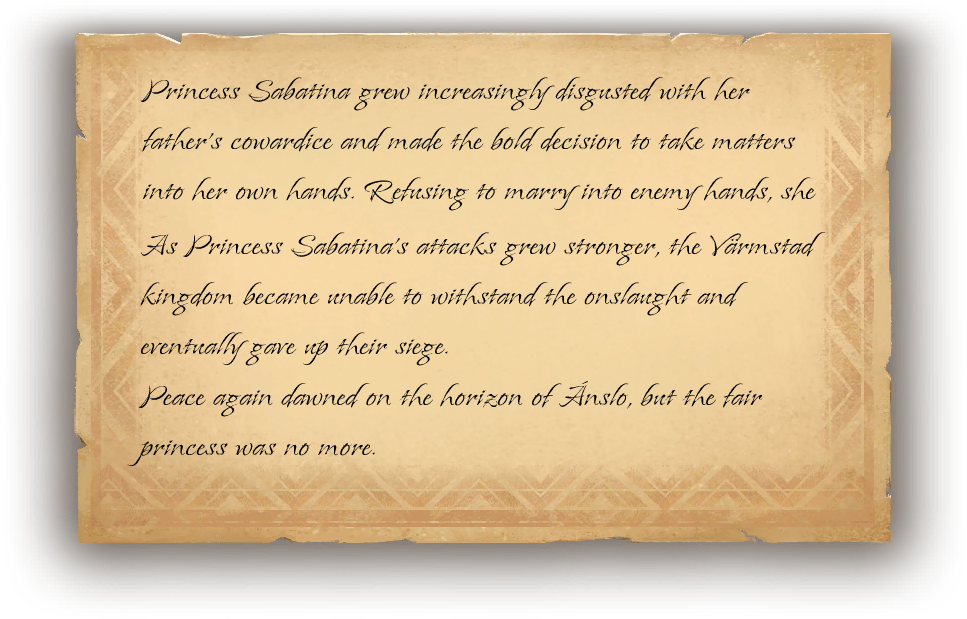 Princess Sabatina grew increasingly disgusted with her
father's cowardice and made the bold decision to take matters
into her own hands. Refusing to marry into enemy hands, she
As Princess Sabatina's attacks grew stronger, the Värmstad
kingdom became unable to withstand the onslaught and
eventually gave up their siege.
Peace again dawned on the horizon of Ánslo, but the fair
princess was no more.